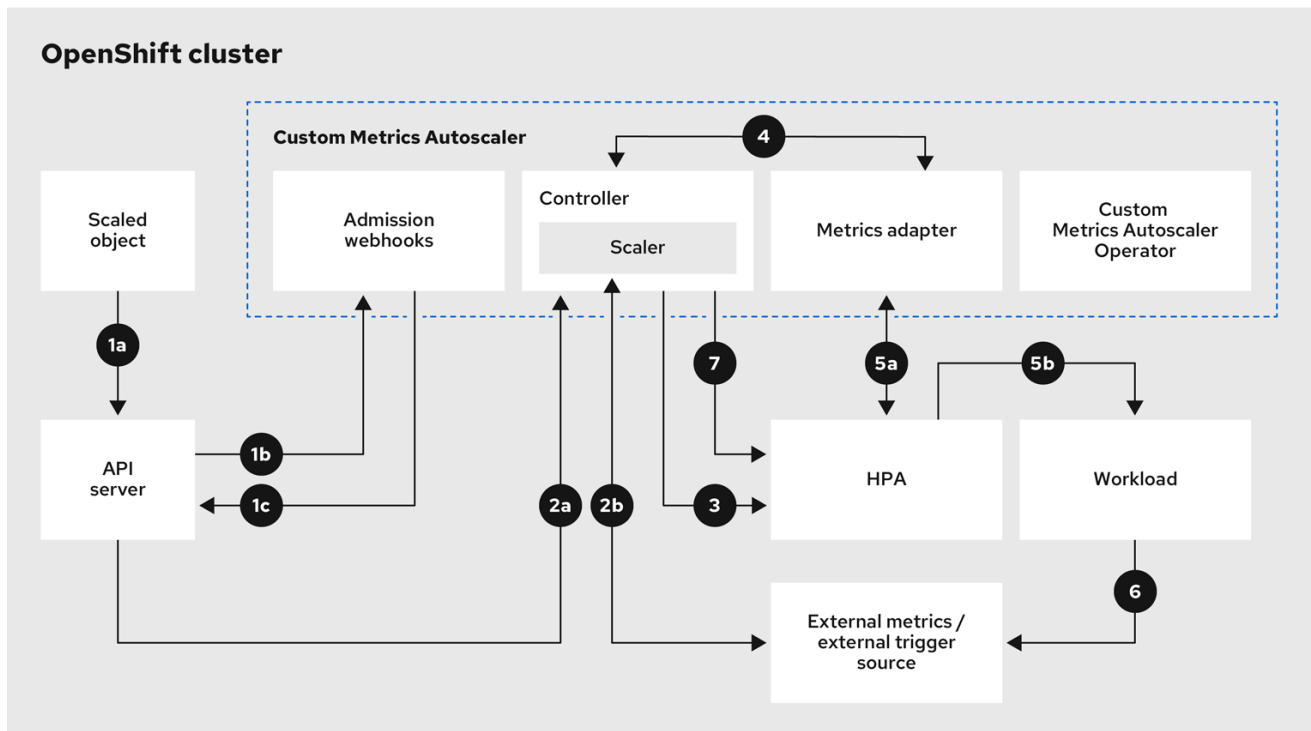 OpenShift cluster
Custom Metrics Autoscaler
4
Scaled
object
Admission
webhooks
Controller
Scaler
Metrics adapter
Custom
Metrics Autoscaler
Operator
1a
7
5a
5b
API
server
1b
1c
2a
2b
3
HPA
Workload
6
External metrics /
external trigger
source